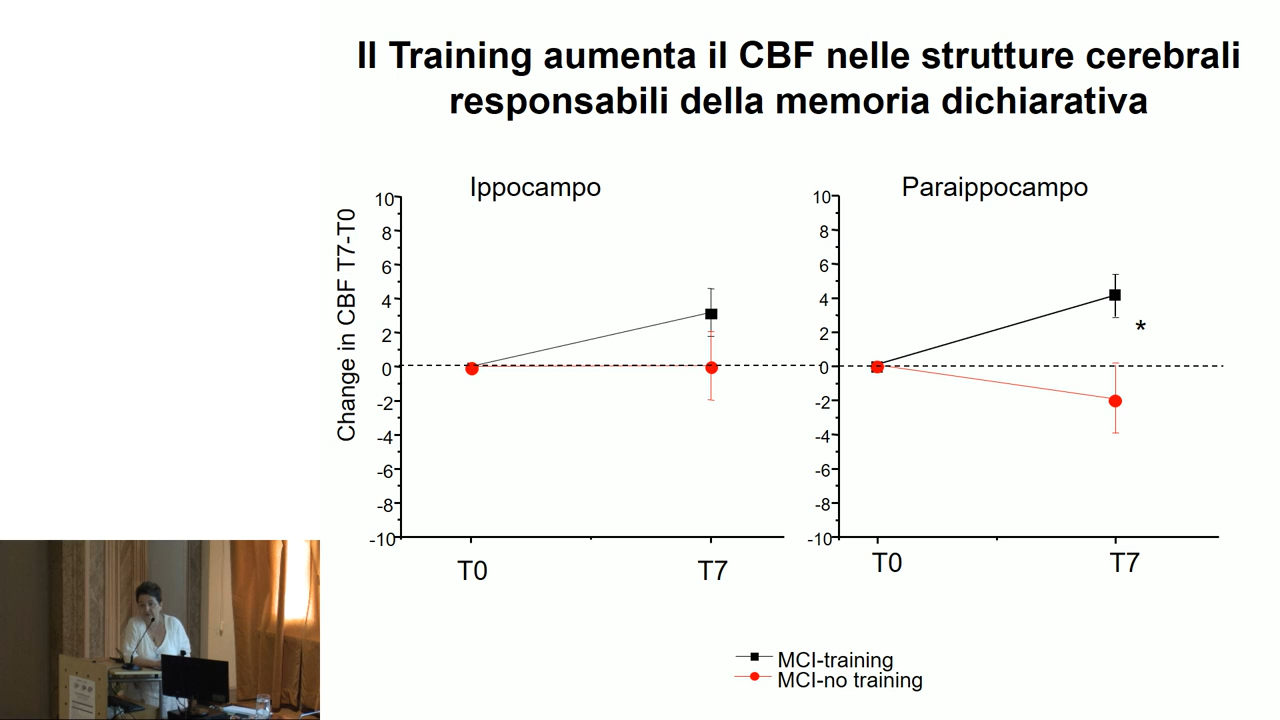 Il Training aumenta il CBF nelle strutture cerebrali
responsabili della memoria dichiarativa
Ippocampo
Change in CBF T7-T0
10
8
6
4
2
0
-2
-4
-6
-8
-10
T0
T7
Paraippocampo
10
8
6
4
2
0
-2
-4
-6
-8
-10
*
T0
T7
MCI-training
MCI-no training